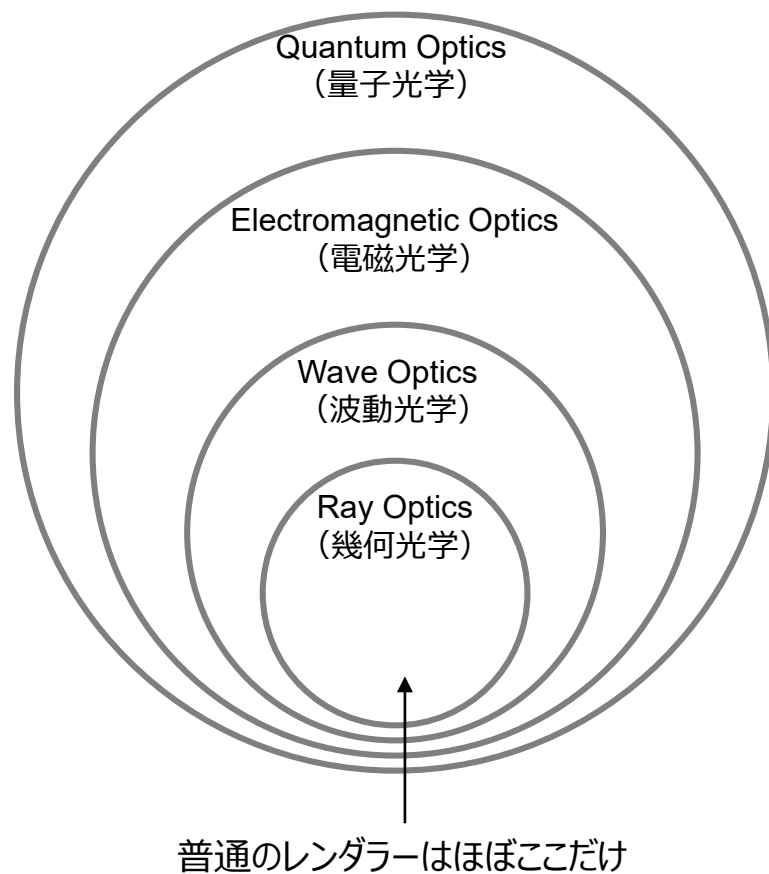 Quantum Optics
（量子光学）
Electromagnetic Optics
（電磁光学）
Wave Optics
（波動光学）
Ray Optics
（幾何光学）
普通のレンダラーはほぼここだけ